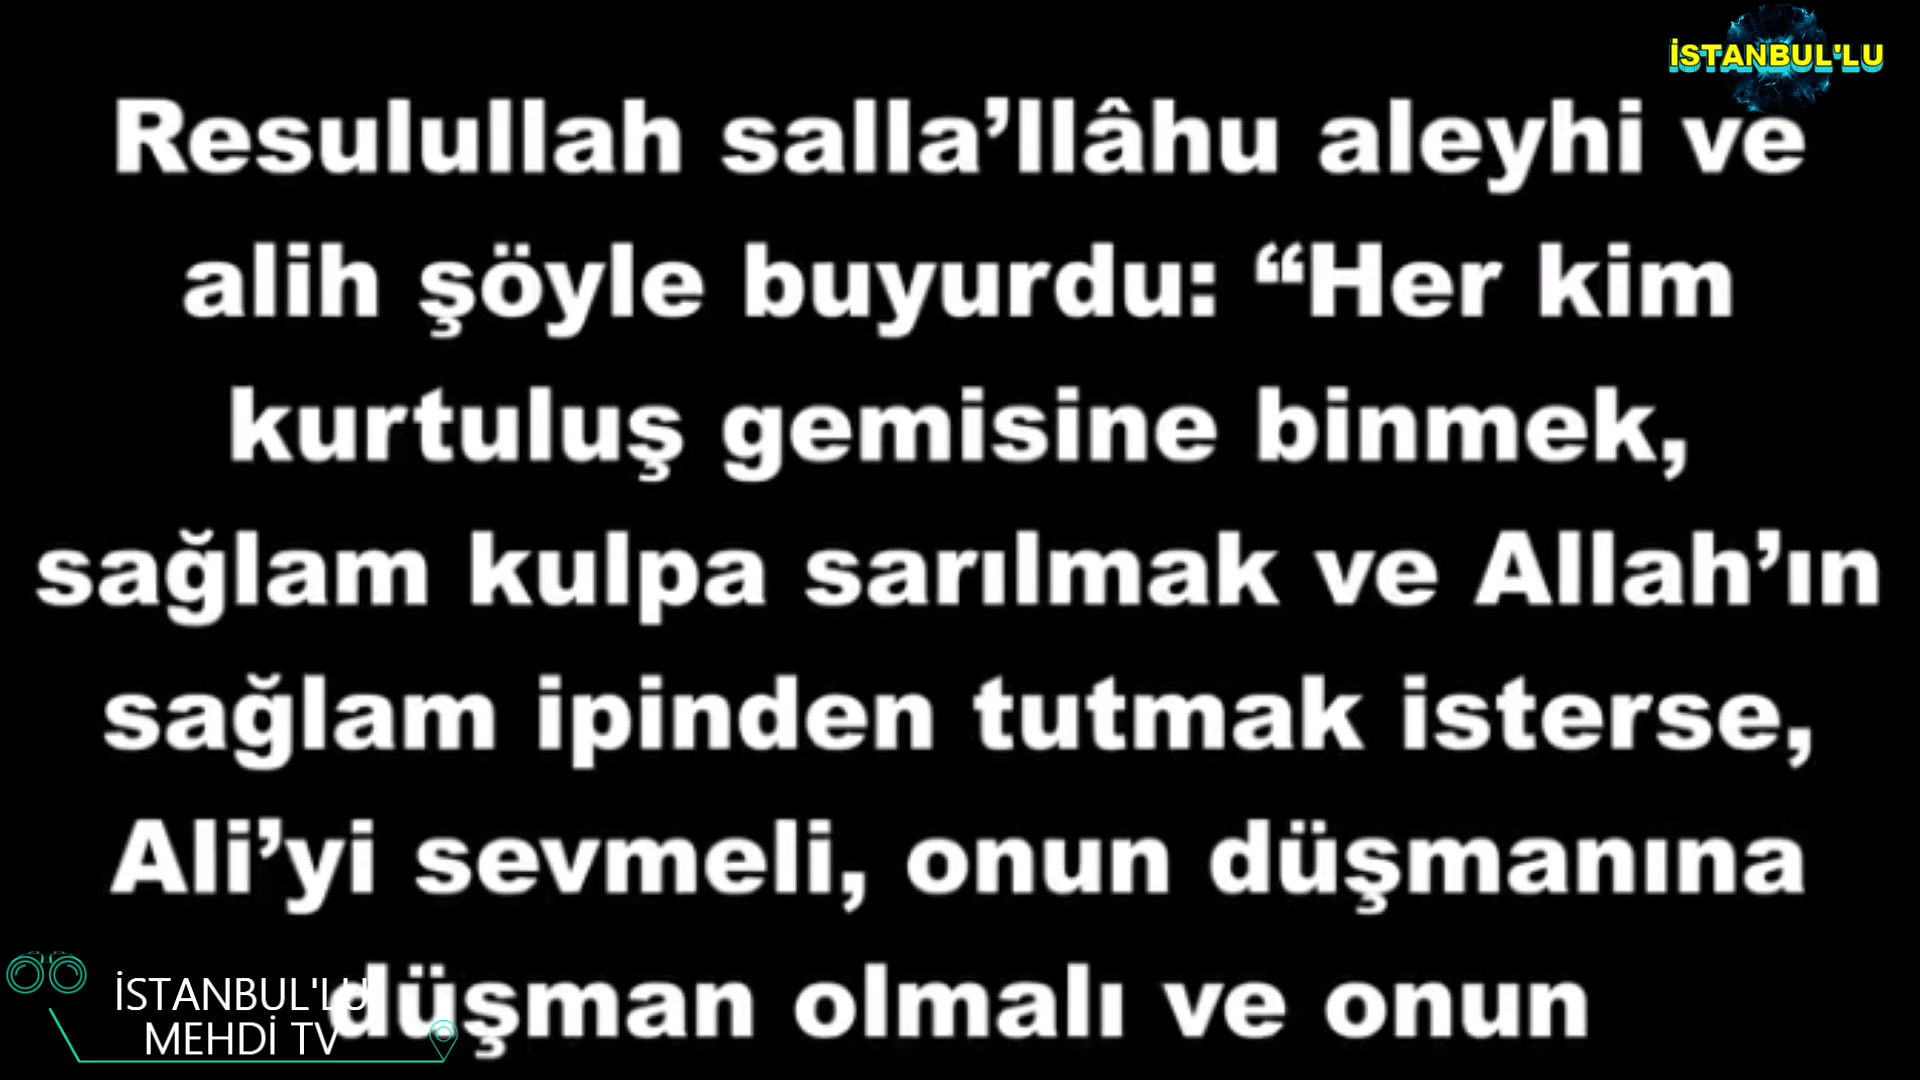 İSTANBUL'LU
Resulullah salla’llâhu aleyhi ve
alih şöyle buyurdu: “Her kim
kurtuluş gemisine binmek,
sağlam kulpa sarılmak ve Allah’ın
sağlam ipinden tutmak isterse,
Ali’yi sevmeli, onun düşmanına
düşman olmalı ve onun
İSTANBUL'LU
MEHDİ TV